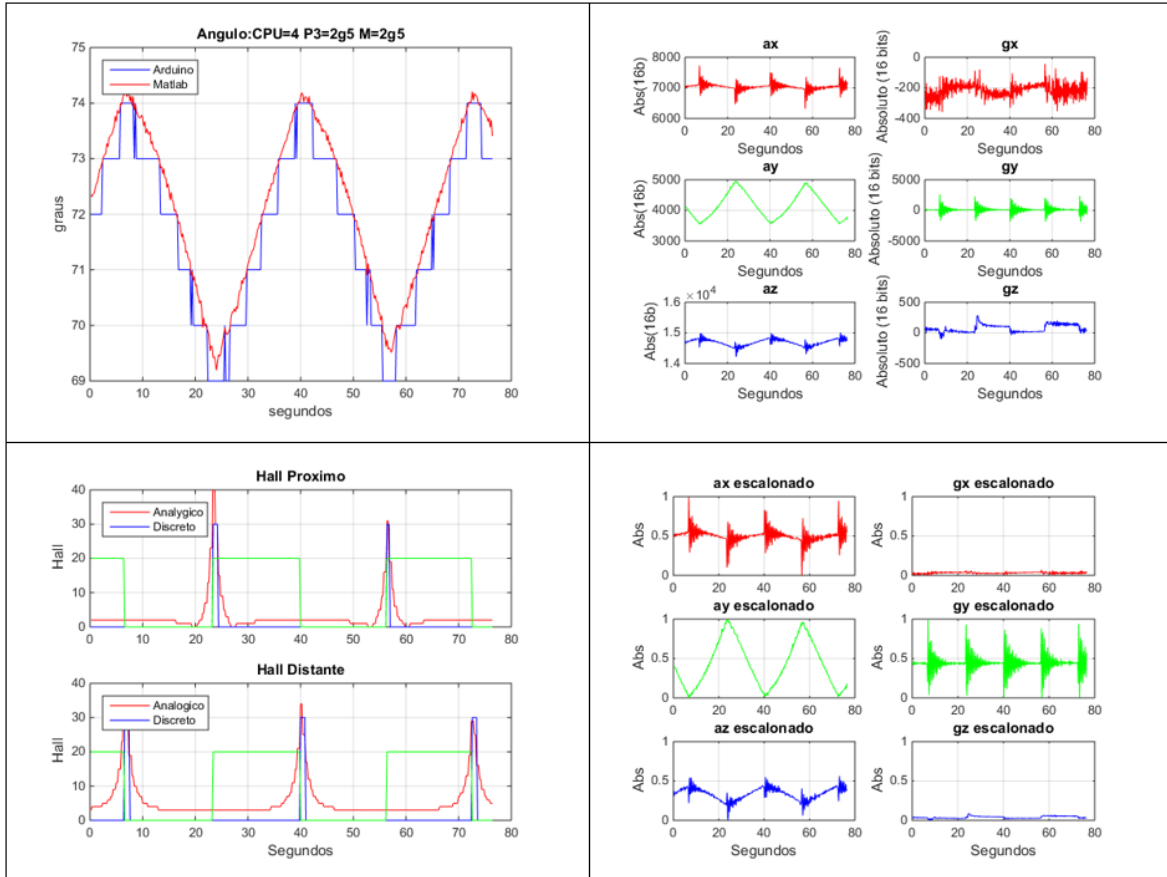 Angulo:CPU=4 P3=2g5 M=2g5
75
74
73
72
71
70
69
graus
Arduino
Matlab
0 10 20 30 40 50 60 70 80
segundos
ax
8000
7000
6000
Abs(16b)
0 20 40 60 80
Segundos
gx
0
-200
-400
Absoluto (16 bits)
0 20 40 60 80
Segundos
ay
5000
4000
3000
Abs(16b)
0 20 40 60 80
Segundos
gy
5000
0
-5000
Absoluto (16 bits)
0 20 40 60 80
Segundos
az
× 10^4
1.6
1.5
1.4
Abs(16b)
0 20 40 60 80
Segundos
gz
500
0
-500
Absoluto (16 bits)
0 20 40 60 80
Segundos
Hall Proximo
40
30
20
10
0
Hall
Analygico
Discreto
0 10 20 30 40 50 60 70 80
Hall Distante
40
30
20
10
0
Hall
Analogico
Discreto
0 10 20 30 40 50 60 70 80
Segundos
ax escalonado
1
0.5
0
Abs
0 20 40 60 80
gx escalonado
1
0.5
0
Abs
0 20 40 60 80
ay escalonado
1
0.5
0
Abs
0 20 40 60 80
gy escalonado
1
0.5
0
Abs
0 20 40 60 80
az escalonado
1
0.5
0
Abs
0 20 40 60 80
Segundos
gz escalonado
1
0.5
0
Abs
0 20 40 60 80
Segundos